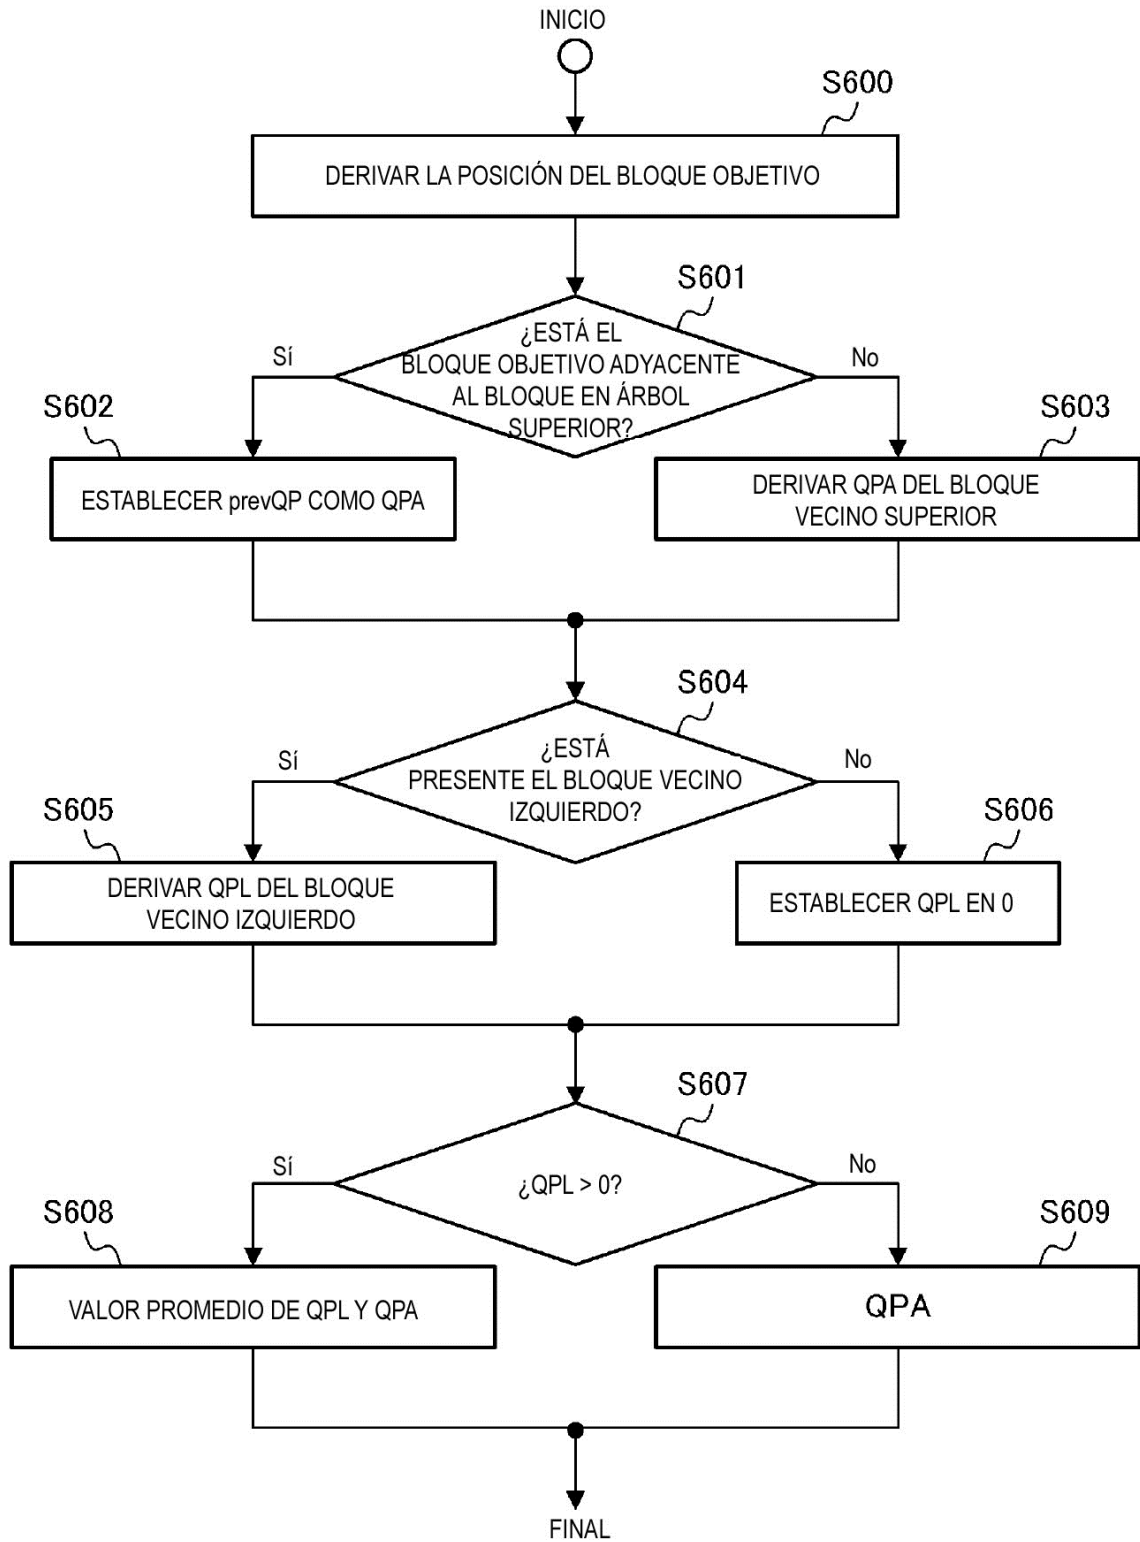 INICIO
S600
DERIVAR LA POSICIÓN DEL BLOQUE OBJETIVO
S601
¿ESTÁ EL
BLOQUE OBJETIVO ADYACENTE
AL BLOQUE EN ÁRBOL
SUPERIOR?
Sí
No
S602
ESTABLECER prevQP COMO QPA
S603
DERIVAR QPA DEL BLOQUE
VECINO SUPERIOR
S604
¿ESTÁ
PRESENTE EL BLOQUE VECINO
IZQUIERDO?
Sí
No
S605
DERIVAR QPL DEL BLOQUE
VECINO IZQUIERDO
S606
ESTABLECER QPL EN 0
S607
¿QPL > 0?
Sí
No
S608
VALOR PROMEDIO DE QPL Y QPA
S609
QPA
FINAL